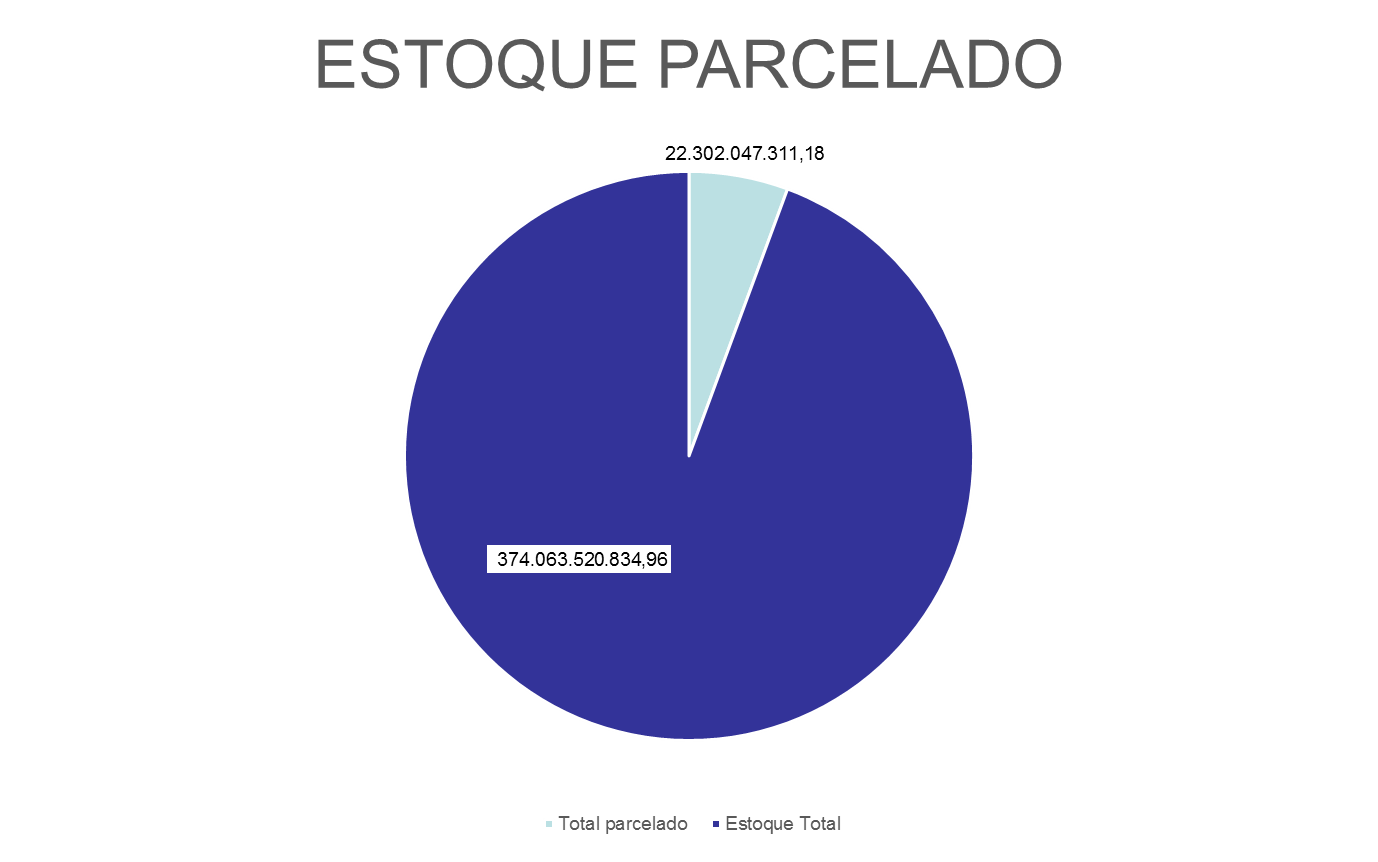 ESTOQUE PARCELADO
22.302.047.311,18
374.063.520.834,96
Total parcelado
Estoque Total